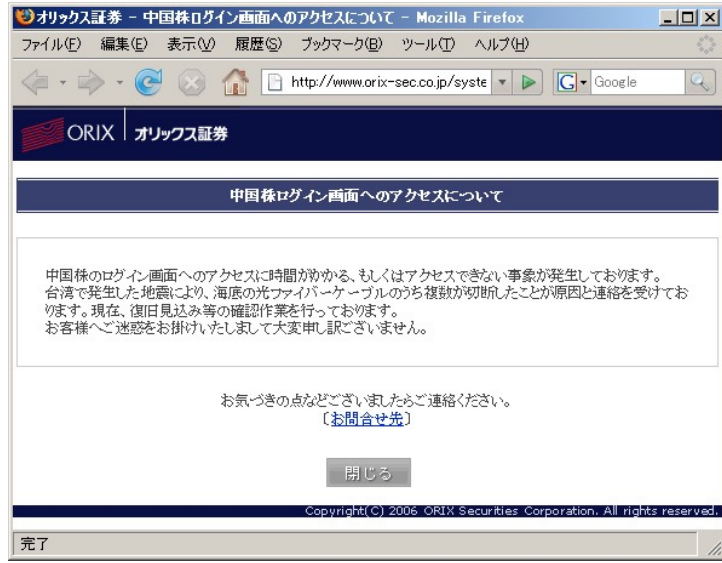 オリックス証券 - 中国株ログイン画面へのアクセスについて - Mozilla Firefox
ファイル(F) 編集(E) 表示(V) 履歴(S) ブックマーク(B) ツール(T) ヘルプ(H)
http://www.orix-sec.co.jp/syste G Google
ORIX オリックス証券
中国株ログイン画面へのアクセスについて
中国株のログイン画面へのアクセスに時間がかかる、もしくはアクセスできない事象が発生しております。
台湾で発生した地震により、海底の光ファイバーケーブルのうち複数が切断したことが原因と連絡を受けてお
ります。現在、復旧見込み等の確認作業を行っております。
お客様へご迷惑をお掛けいたしまして大変申し訳ございません。
お気づきの点などございましたらご連絡ください。
〔お問合せ先〕
閉じる
Copyright(C) 2006 ORIX Securities Corporation. All rights reserved.
完了